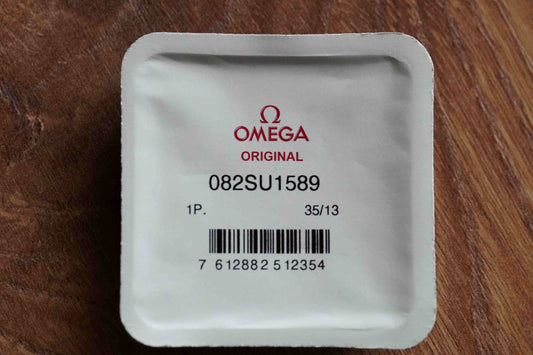 Ω
OMEGA
ORIGINAL
082SU1589
1P. 35/13
7 612882 512354